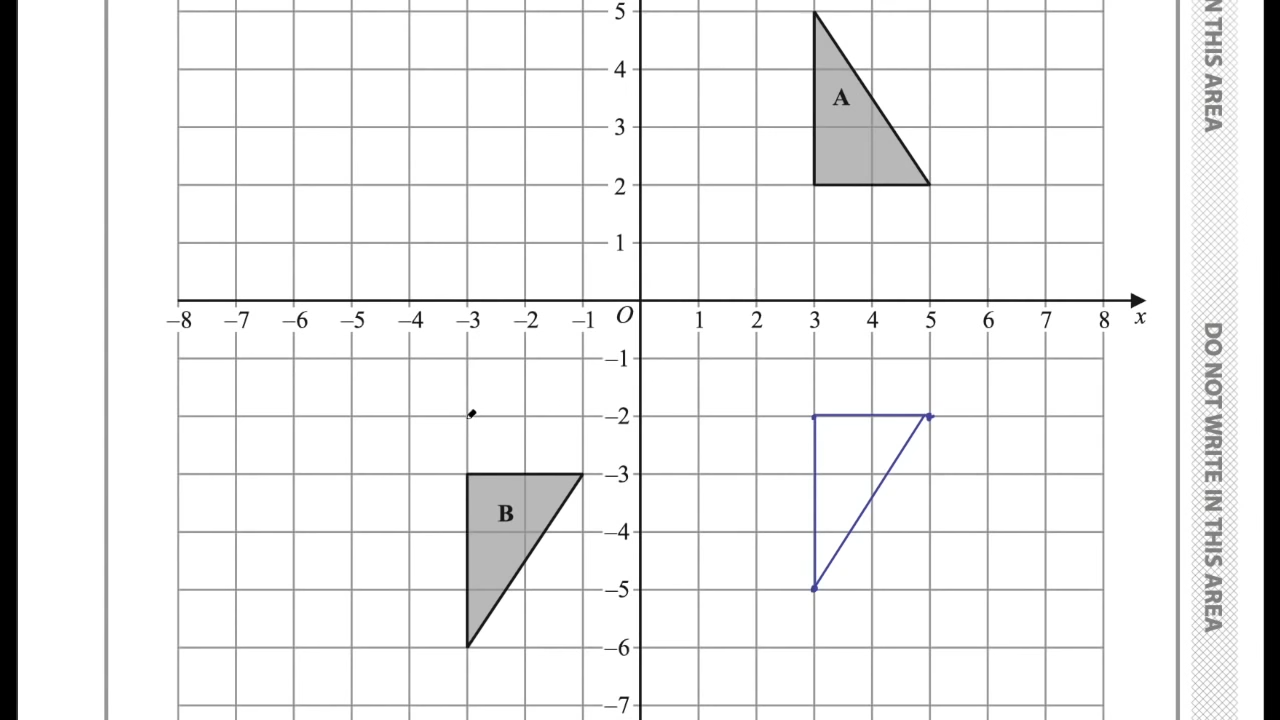 5
4
A
3
2
1
–8 –7 –6 –5 –4 –3 –2 –1 O 1 2 3 4 5 6 7 8 x
–1
–2
–3
B
–4
–5
–6
–7
N THIS AREA
DO NOT WRITE IN THIS AREA